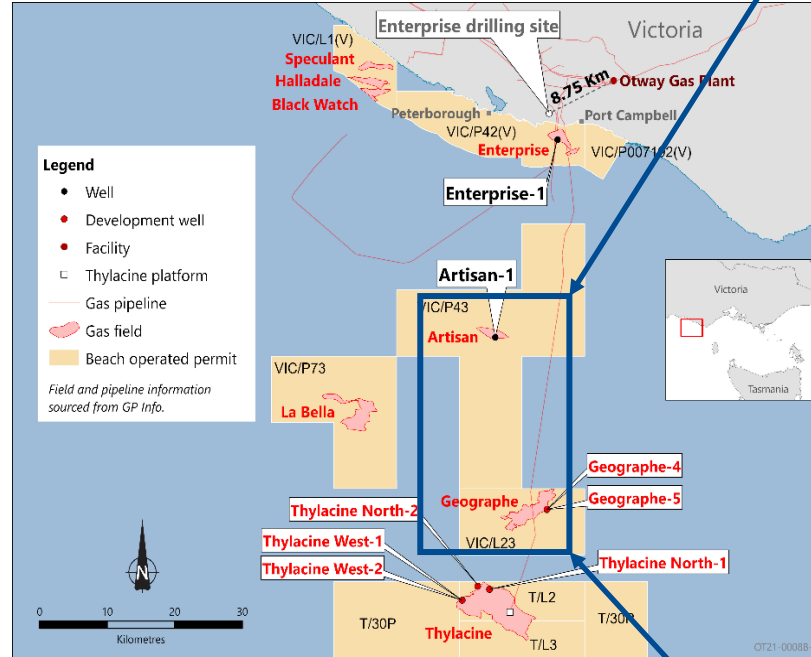 Enterprise drilling site
Victoria
VIC/L1(V)
Speculant
Halladale
Black Watch
8.75 Km
Otway Gas Plant
Peterborough
Port Campbell
VIC/P42(V)
Enterprise
VIC/P007192(V)
Enterprise-1
Legend
Well
Development well
Facility
Thylacine platform
Gas pipeline
Gas field
Beach operated permit
Field and pipeline information
sourced from GP Info.
Artisan-1
VIC/P43
Artisan
Victoria
Tasmania
VIC/P73
La Bella
Geographe-4
Geographe
Geographe-5
Thylacine North-2
VIC/L23
Thylacine West-1
Thylacine North-1
Thylacine West-2
N
T/L2
T/30P
T/30P
Thylacine
T/L3
0 10 20 30
Kilometres
OT21-0008B